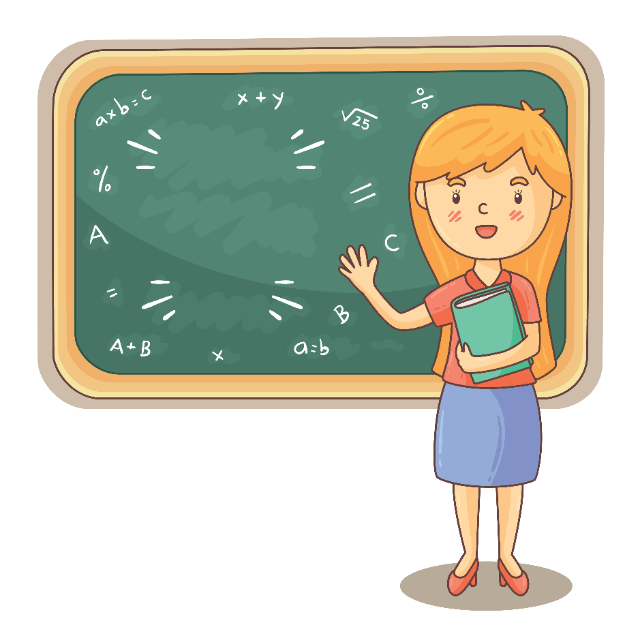 a×b=c
x+y
√25
÷
%
=
A
C
=
B
A+B
x
a=b